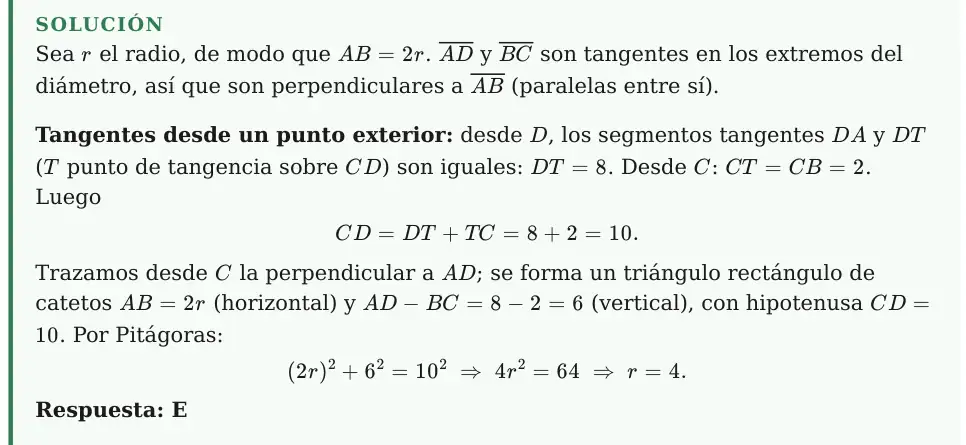 SOLUCIÓN
Sea r el radio, de modo que AB = 2r. \overline{AD} y \overline{BC} son tangentes en los extremos del
diámetro, así que son perpendiculares a \overline{AB} (paralelas entre sí).
Tangentes desde un punto exterior: desde D, los segmentos tangentes DA y DT
(T punto de tangencia sobre CD) son iguales: DT = 8. Desde C: CT = CB = 2.
Luego
CD = DT + TC = 8 + 2 = 10.
Trazamos desde C la perpendicular a AD; se forma un triángulo rectángulo de
catetos AB = 2r (horizontal) y AD − BC = 8 − 2 = 6 (vertical), con hipotenusa CD =
10. Por Pitágoras:
(2r)² + 6² = 10² ⇒ 4r² = 64 ⇒ r = 4.
Respuesta: E